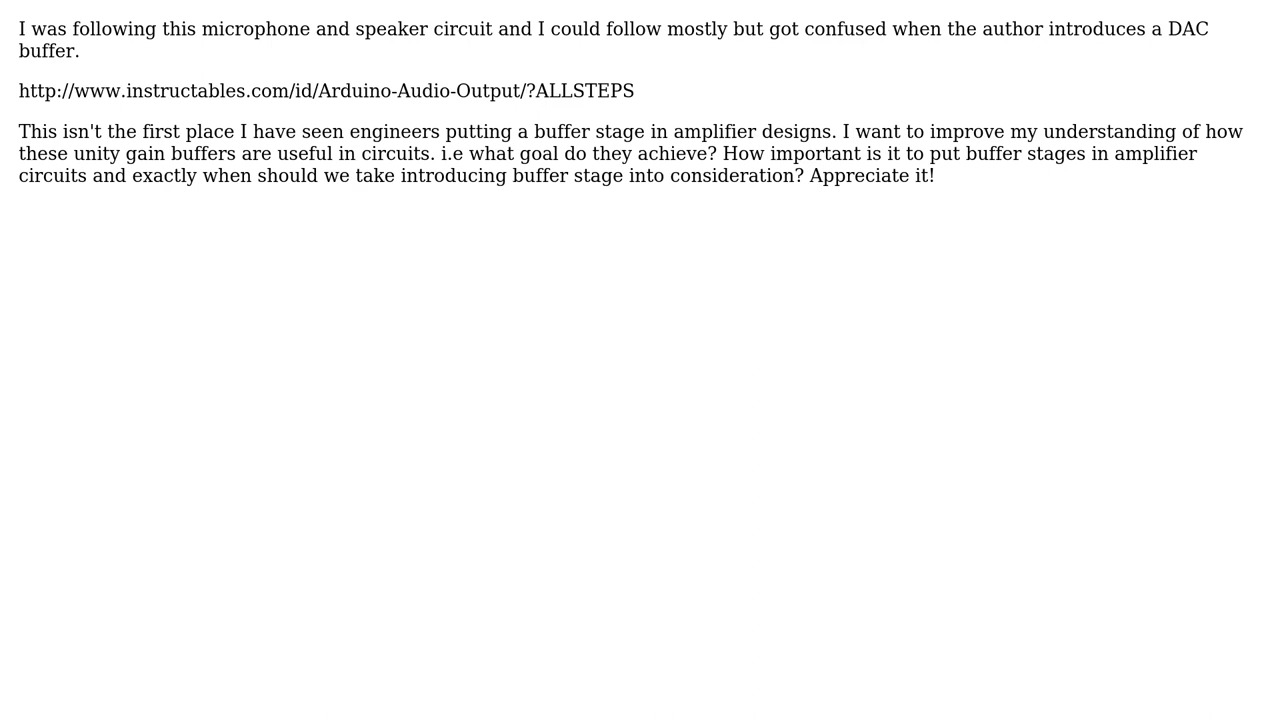 I was following this microphone and speaker circuit and I could follow mostly but got confused when the author introduces a DAC
buffer.
http://www.instructables.com/id/Arduino-Audio-Output/?ALLSTEPS
This isn't the first place I have seen engineers putting a buffer stage in amplifier designs. I want to improve my understanding of how
these unity gain buffers are useful in circuits. i.e what goal do they achieve? How important is it to put buffer stages in amplifier
circuits and exactly when should we take introducing buffer stage into consideration? Appreciate it!